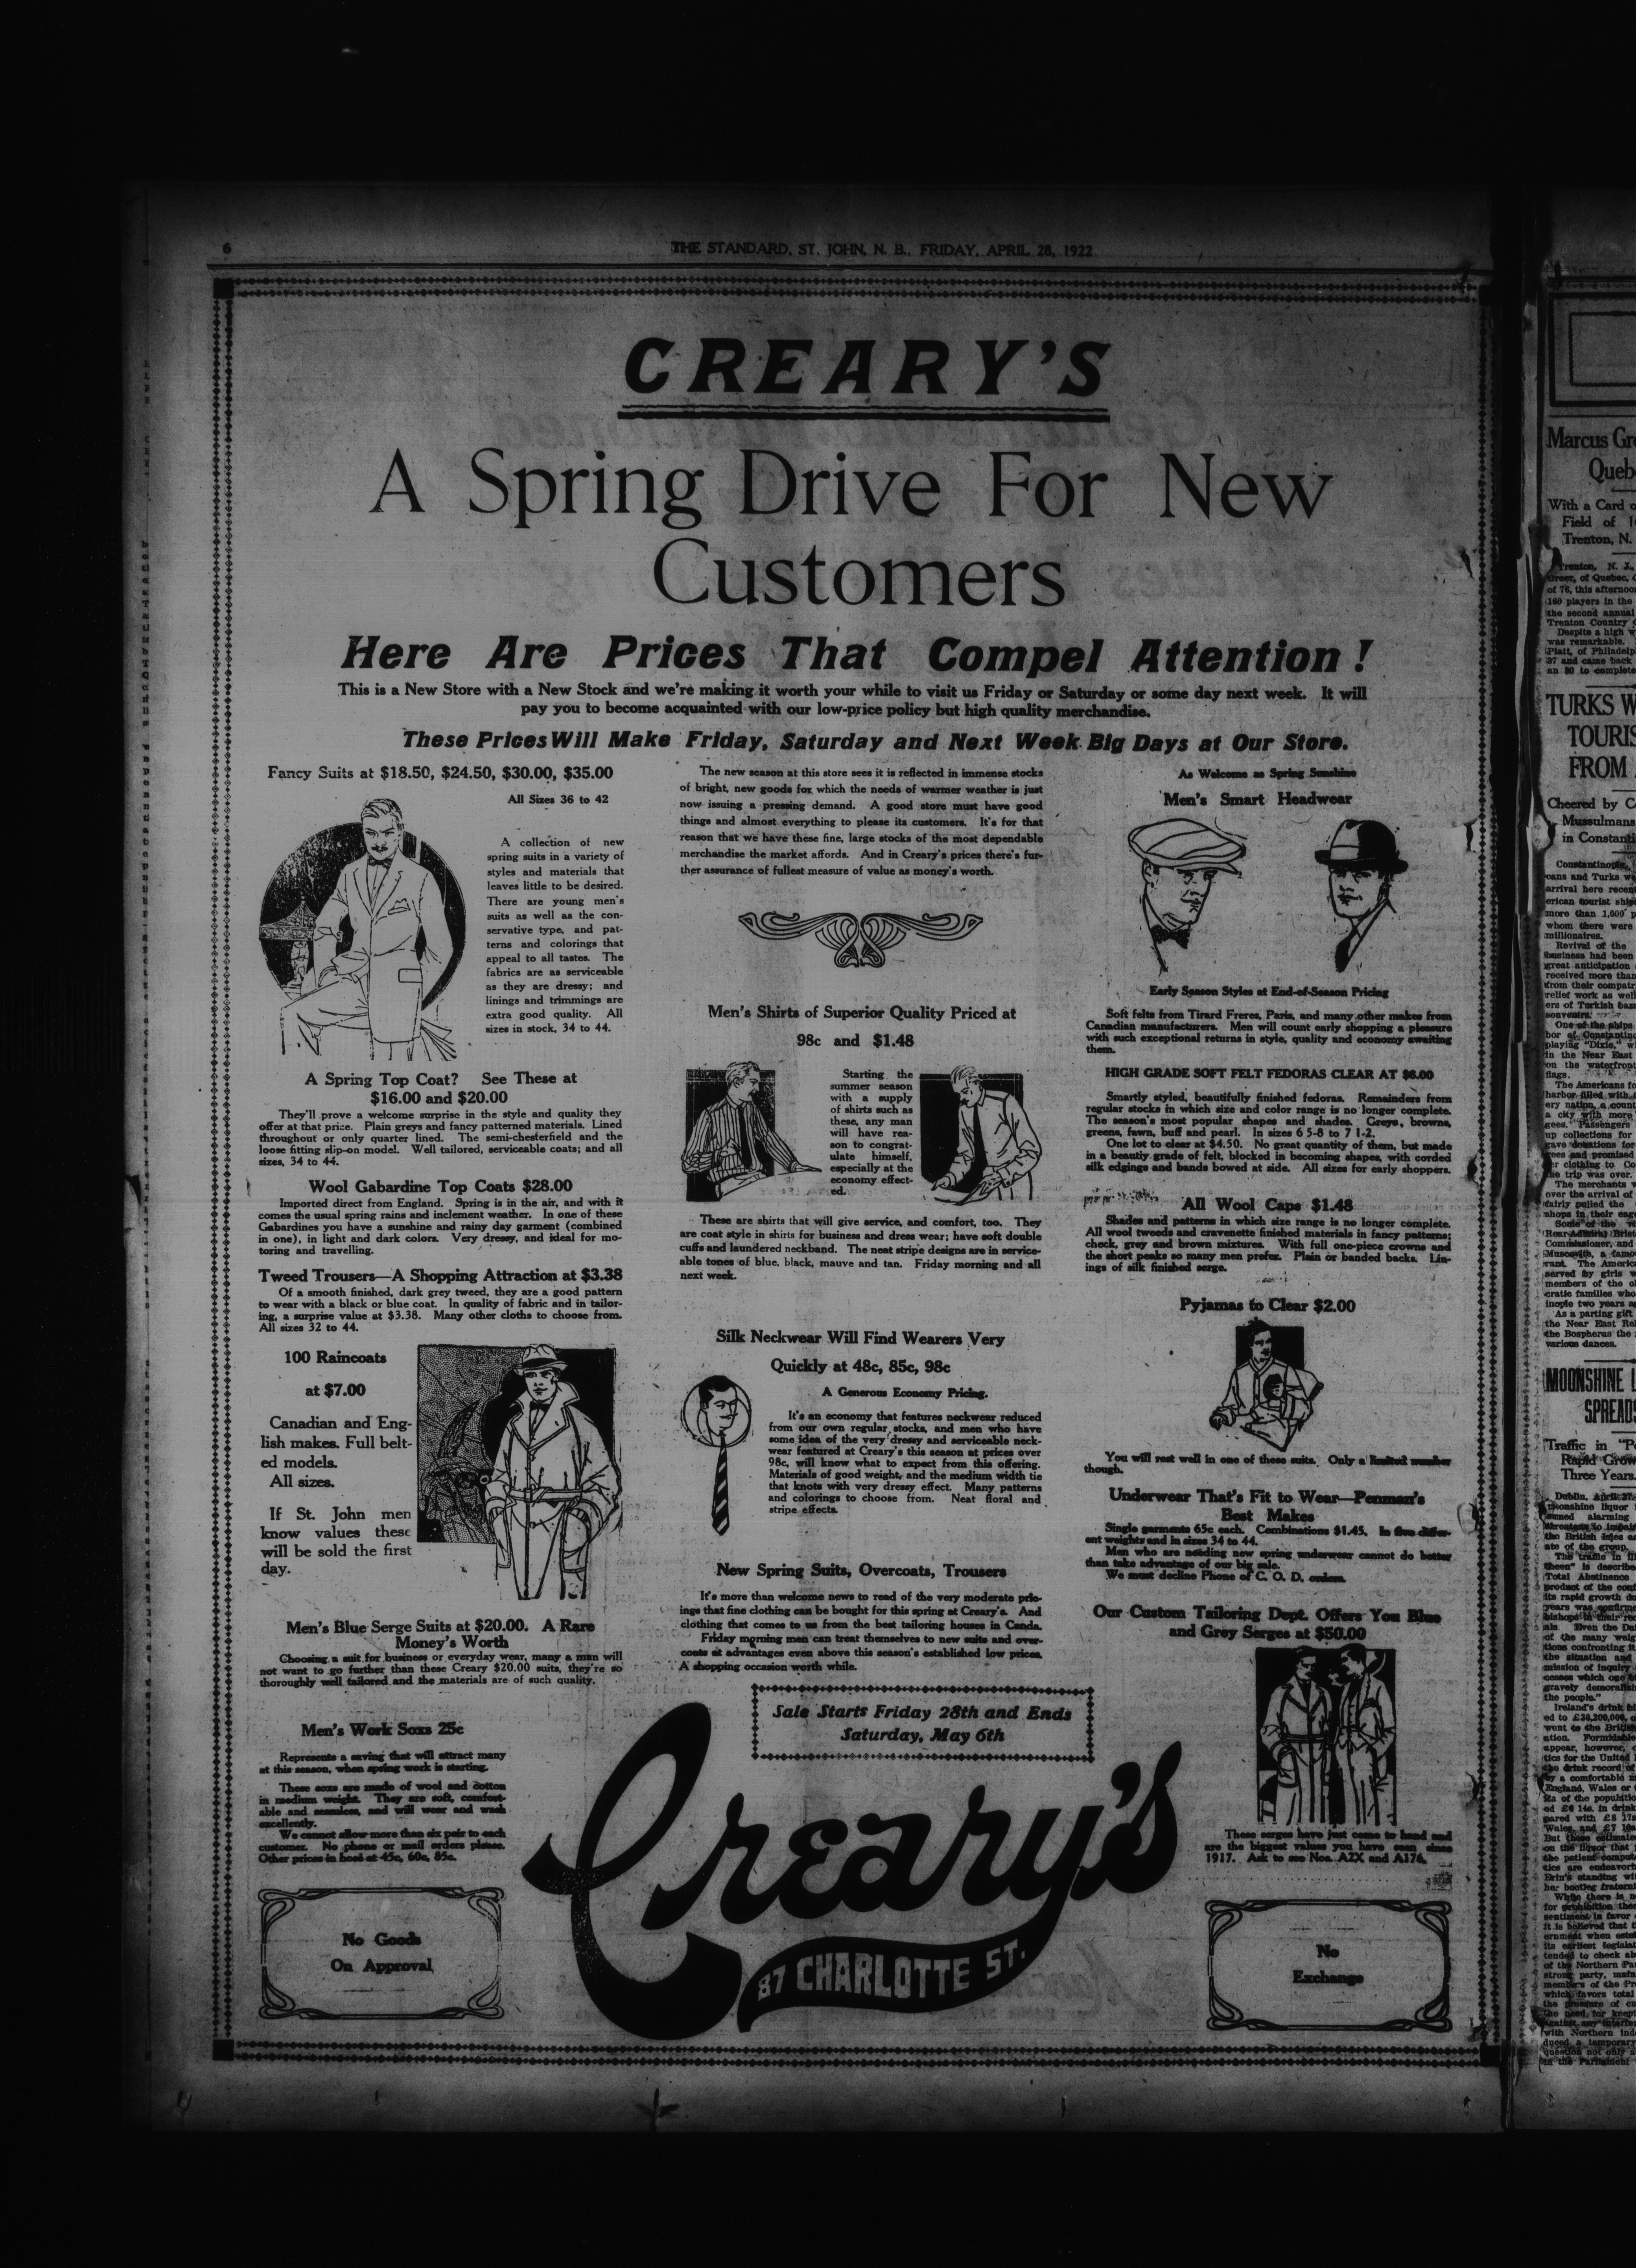 6
THE STANDARD, ST. JOHN, N. B., FRIDAY, APRIL 28, 1922
CREARY'S
A Spring Drive For New
Customers
Here Are Prices That Compel Attention!
This is a New Store with a New Stock and we're making it worth your while to visit us Friday or Saturday or some day next week. It will
pay you to become acquainted with our low-price policy but high quality merchandise.
These Prices Will Make Friday, Saturday and Next Week Big Days at Our Store.
Fancy Suits at $18.50, $24.50, $30.00, $35.00
All Sizes 36 to 42
A collection of new
spring suits in a variety of
styles and materials that
leaves little to be desired.
There are young men's
suits as well as the con-
servative type, and pat-
terns and colorings that
appeal to all tastes. The
fabrics are as serviceable
as they are dressy; and
linings and trimmings are
extra good quality. All
sizes in stock, 34 to 44.
A Spring Top Coat? See These at
$16.00 and $20.00
They'll prove a welcome surprise in the style and quality they
offer at that price. Plain greys and fancy patterned materials. Lined
throughout or only quarter lined. The semi-chesterfield and the
loose fitting slip-on model. Well tailored, serviceable coats; and all
sizes, 34 to 44.
Wool Gabardine Top Coats $28.00
Imported direct from England. Spring is in the air, and with it
comes the usual spring rains and inclement weather. In one of these
Gabardines you have a sunshine and rainy day garment (combined
in one), in light and dark colors. Very dressy, and ideal for mo-
toring and travelling.
Tweed Trousers—A Shopping Attraction at $3.38
Of a smooth finished, dark grey tweed, they are a good pattern
to wear with a black or blue coat. In quality of fabric and in tailor-
ing, a surprise value at $3.38. Many other cloths to choose from.
All sizes 32 to 44.
100 Raincoats
at $7.00
Canadian and Eng-
lish makes. Full belt-
ed models.
All sizes.
If St. John men
know values these
will be sold the first
day.
Men's Blue Serge Suits at $20.00. A Rare
Money's Worth
Choosing a suit for business or everyday wear, many a man will
not want to go further than these Creary $20.00 suits, they're so
thoroughly well tailored and the materials are of such quality.
Men's Work Soxs 25c
Represents a saving that will attract many
at this season, when spring work is starting.
These soxs are made of wool and cotton
in medium weight. They are soft, comfort-
able and seamless, and will wear and wash
excellently.
We cannot allow more than six pair to each
customer. No phone or mail orders please.
Other prices in hose at 45c, 60c, 85c.
No Goods
On Approval
The new season at this store sees it is reflected in immense stocks
of bright, new goods for which the needs of warmer weather is just
now issuing a pressing demand. A good store must have good
things and almost everything to please its customers. It's for that
reason that we have these fine, large stocks of the most dependable
merchandise the market affords. And in Creary's prices there's fur-
ther assurance of fullest measure of value as money's worth.
Men's Shirts of Superior Quality Priced at
98c and $1.48
Starting the
summer season
with a supply
of shirts such as
these, any man
will have rea-
son to congrat-
ulate himself,
especially at the
economy effect-
ed.
These are shirts that will give service, and comfort, too. They
are coat style in shirts for business and dress wear; have soft double
cuffs and laundered neckband. The neat stripe designs are in service-
able tones of blue, black, mauve and tan. Friday morning and all
next week.
Silk Neckwear Will Find Wearers Very
Quickly at 48c, 85c, 98c
A Generous Economy Pricing.
It's an economy that features neckwear reduced
from our own regular stocks, and men who have
some idea of the very dressy and serviceable neck-
wear featured at Creary's this season at prices over
98c, will know what to expect from this offering.
Materials of good weight, and the medium width tie
that knots with very dressy effect. Many patterns
and colorings to choose from. Neat floral and
stripe effects.
New Spring Suits, Overcoats, Trousers
It's more than welcome news to read of the very moderate pric-
ings that fine clothing can be bought for this spring at Creary's. And
clothing that comes to us from the best tailoring houses in Canda.
Friday morning men can treat themselves to new suits and over-
coats at advantages even above this season's established low prices.
A shopping occasion worth while.
Sale Starts Friday 28th and Ends
Saturday, May 6th
Creary's
87 CHARLOTTE ST.
As Welcome as Spring Sunshine
Men's Smart Headwear
Early Season Styles at End-of-Season Pricing
Soft felts from Tirard Freres, Paris, and many other makes from
Canadian manufacturers. Men will count early shopping a pleasure
with such exceptional returns in style, quality and economy awaiting
them.
HIGH GRADE SOFT FELT FEDORAS CLEAR AT $6.00
Smartly styled, beautifully finished fedoras. Remainders from
regular stocks in which size and color range is no longer complete.
The season's most popular shapes and shades. Greys, browns,
greens, fawn, buff and pearl. In sizes 6 5-8 to 7 1-2.
One lot to clear at $4.50. No great quantity of them, but made
in a beautiy grade of felt, blocked in becoming shapes, with corded
silk edgings and bands bowed at side. All sizes for early shoppers.
All Wool Caps $1.48
Shades and patterns in which size range is no longer complete.
All wool tweeds and cravenette finished materials in fancy patterns;
check, grey and brown mixtures. With full one-piece crowns and
the short peaks so many men prefer. Plain or banded backs. Lin-
ings of silk finished serge.
Pyjamas to Clear $2.00
You will rest well in one of these suits. Only a limited number
though.
Underwear That's Fit to Wear—Penman's
Best Makes
Single garments 65c each. Combinations $1.45. In five differ-
ent weights and in sizes 34 to 44.
Men who are needing new spring underwear cannot do better
than take advantage of our big sale.
We must decline Phone of C. O. D. orders.
Our Custom Tailoring Dept. Offers You Blue
and Grey Serges at $50.00
These serges have just come to hand and
are the biggest values you have seen since
1917. Ask to see Nos. A2X and A176.
No
Exchange
Marcus Gre
Queb
With a Card o
Field of 1
Trenton, N.
TURKS W
TOURIS
FROM
Cheered by C
Mussulmans
in Constanti
MOONSHINE L
SPREADS
Traffic in "Po
Rapid Grow
Three Years.